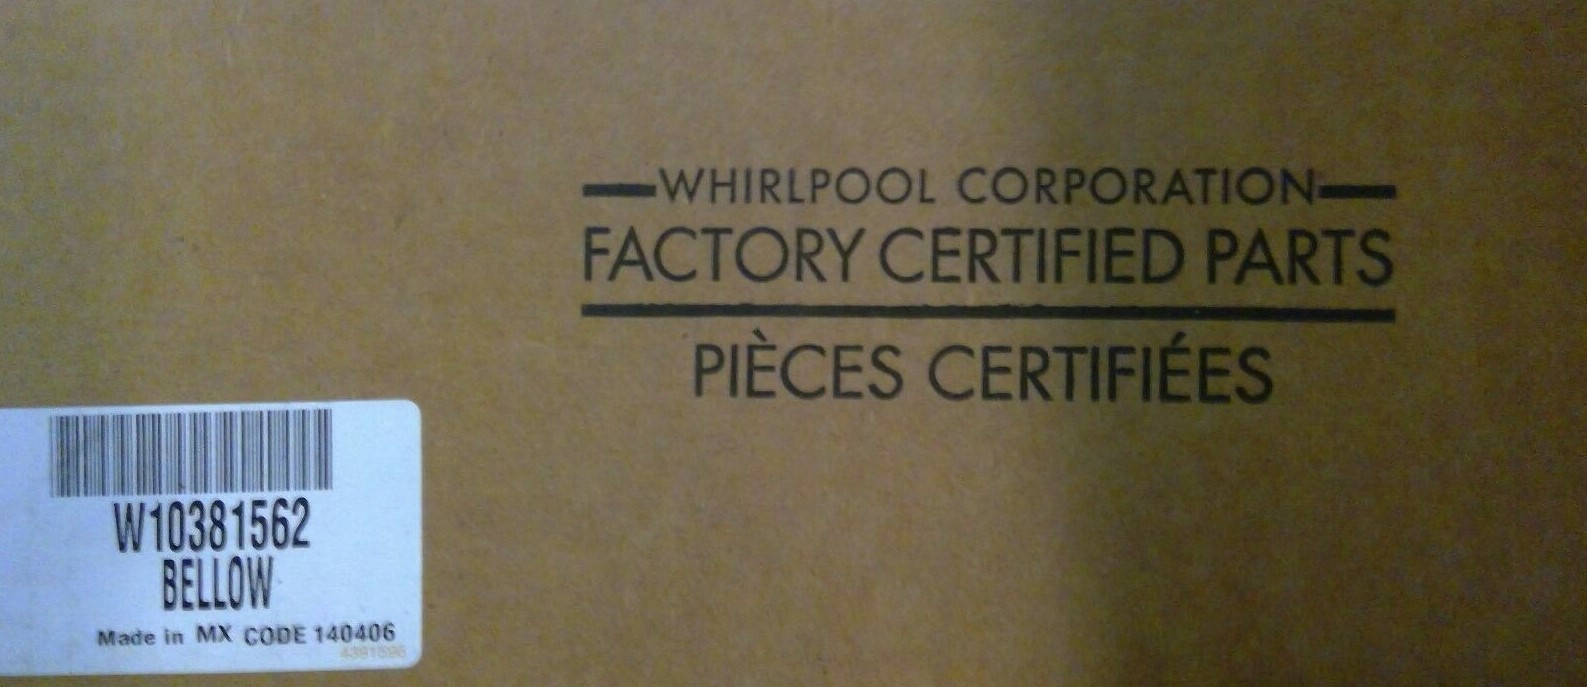 WHIRLPOOL CORPORATION
FACTORY CERTIFIED PARTS
PIÈCES CERTIFIÉES
W10381562
BELLOW
Made in MX CODE 140406